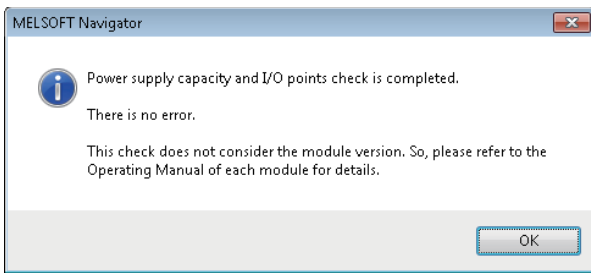 MELSOFT Navigator
Power supply capacity and I/O points check is completed.
There is no error.
This check does not consider the module version. So, please refer to the
Operating Manual of each module for details.
OK